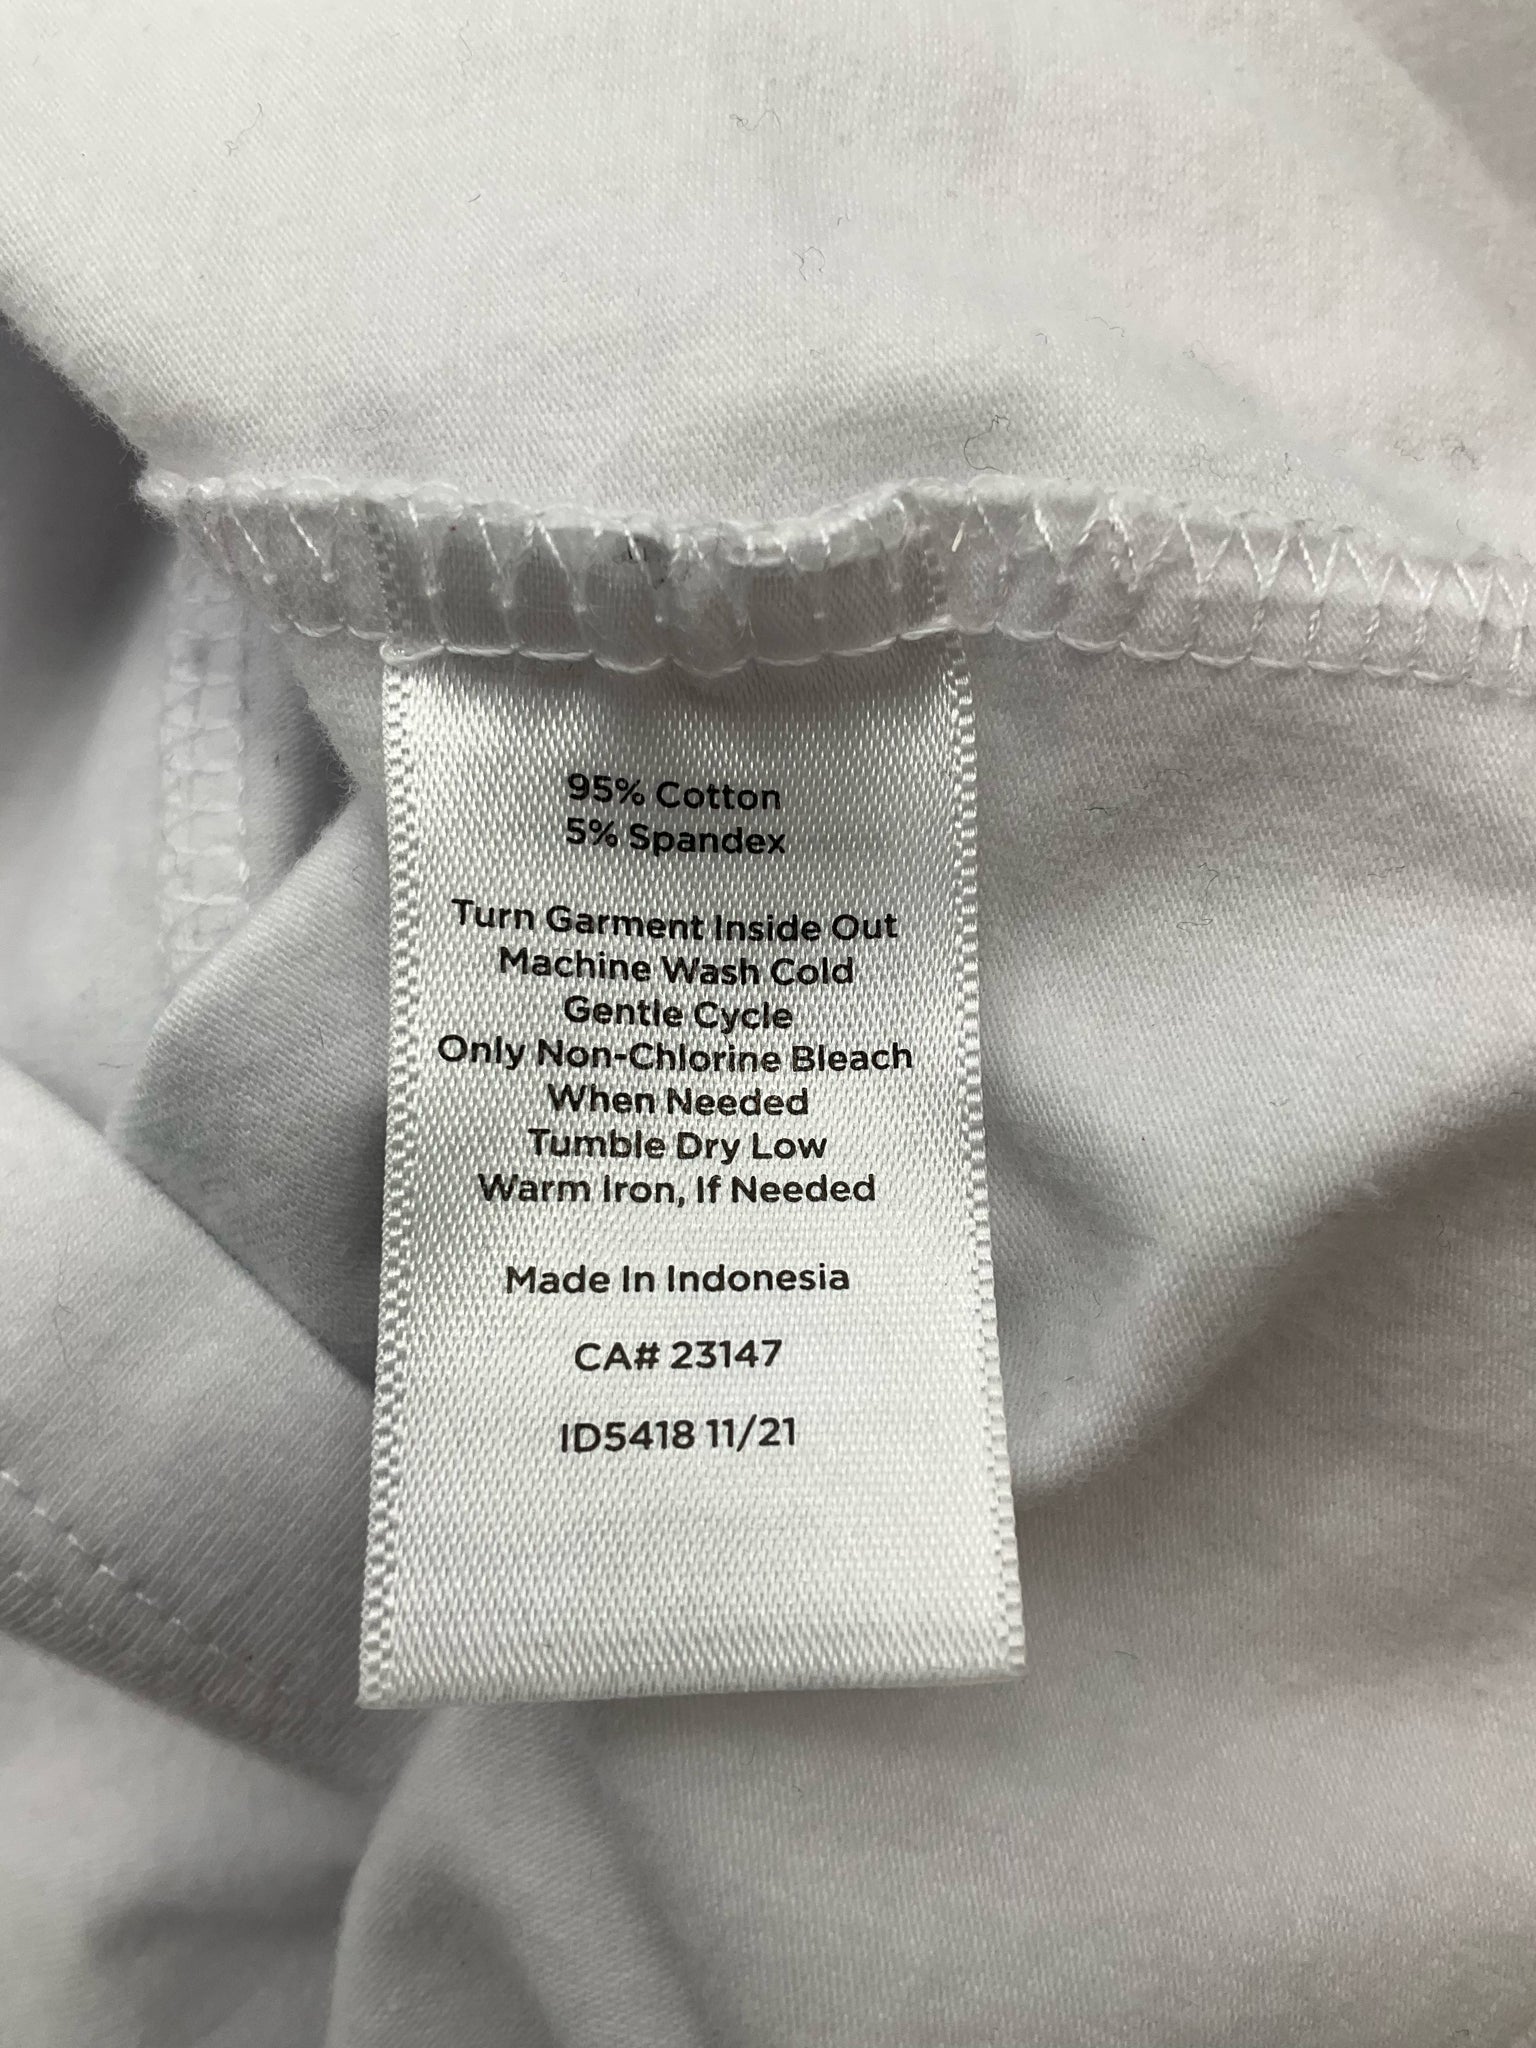 95% Cotton
5% Spandex
Turn Garment Inside Out
Machine Wash Cold
Gentle Cycle
Only Non-Chlorine Bleach
When Needed
Tumble Dry Low
Warm Iron, If Needed
Made In Indonesia
CA# 23147
ID5418 11/21